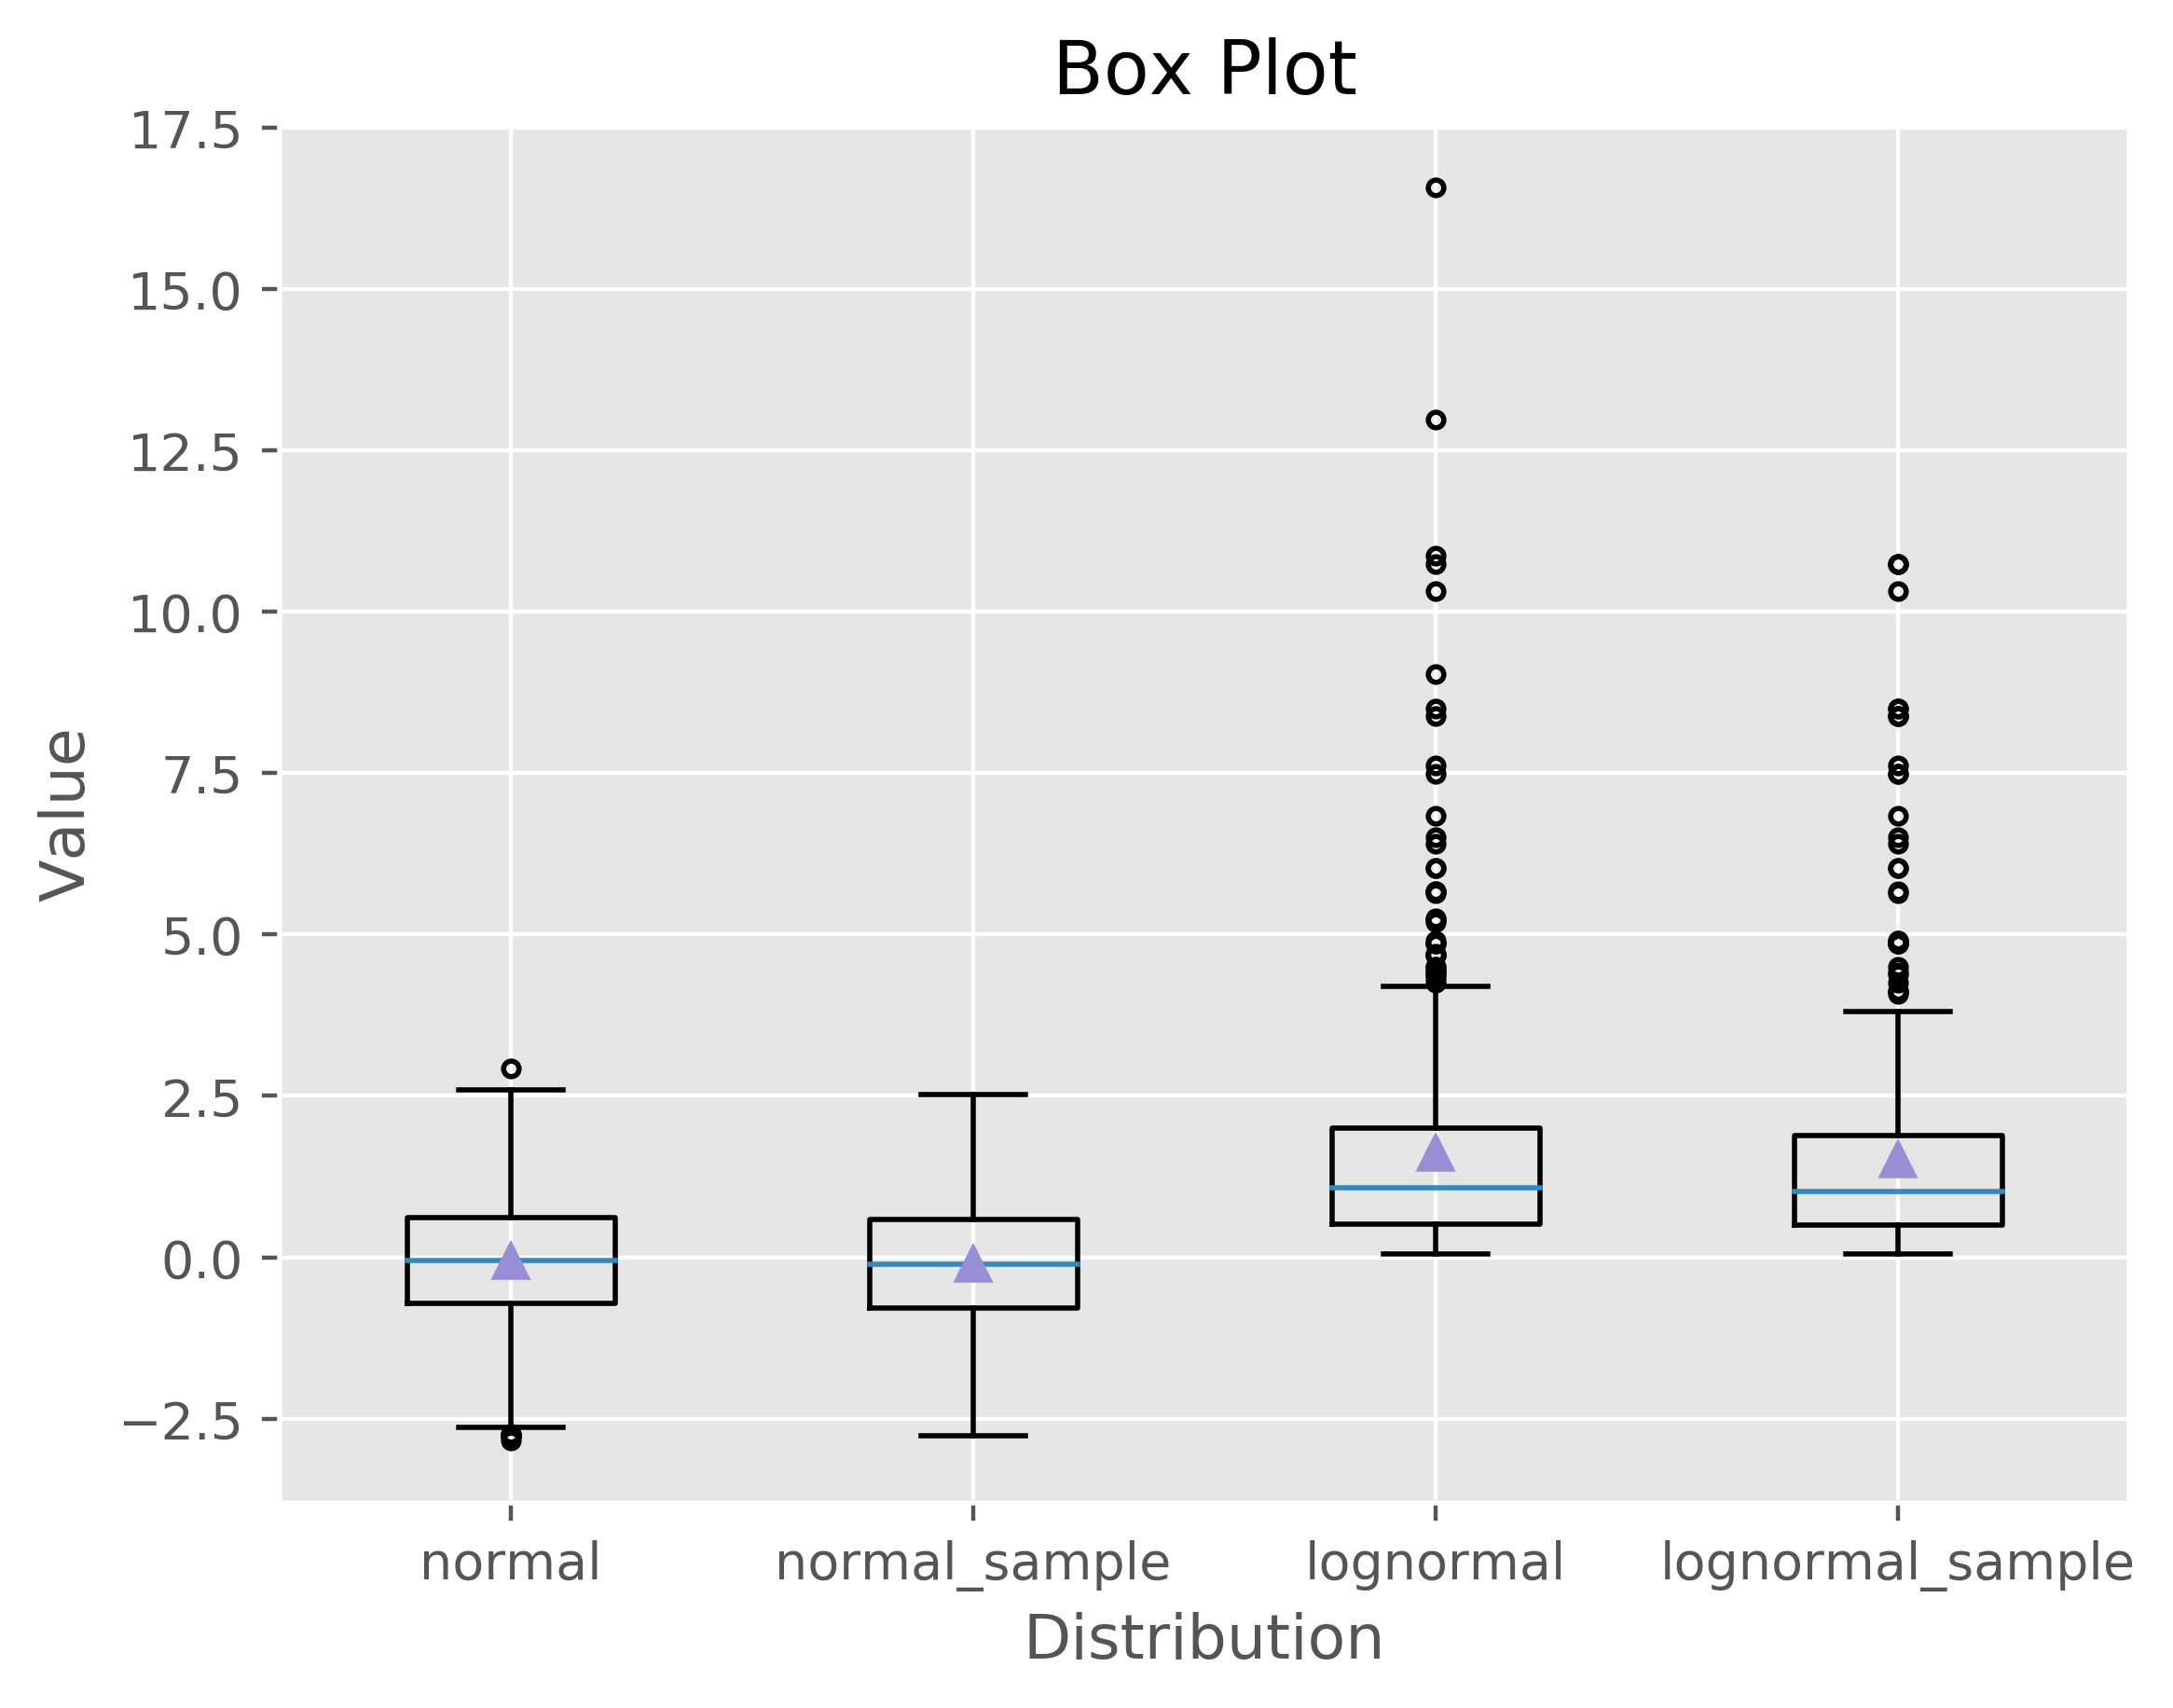 Box Plot
17.5
15.0
12.5
10.0
7.5
5.0
2.5
0.0
−2.5
Value
normal normal_sample lognormal lognormal_sample
Distribution